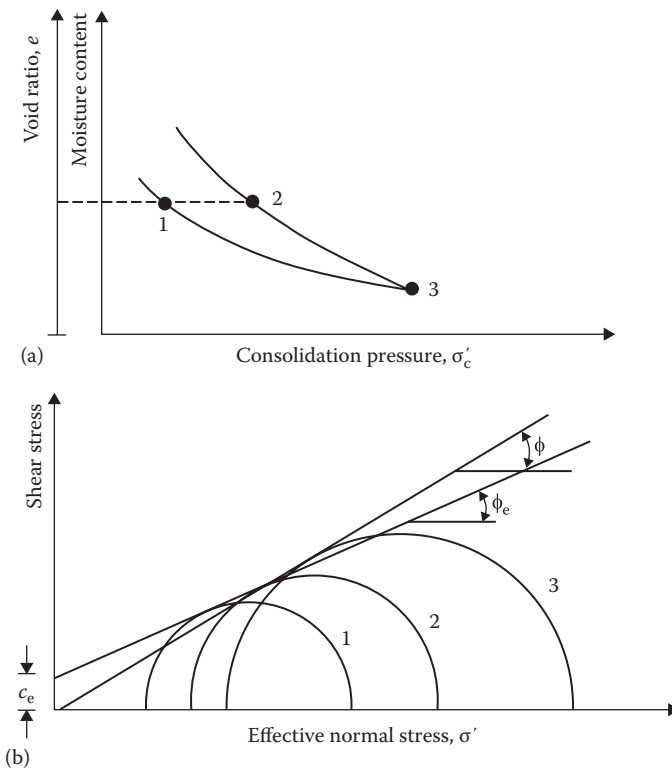 Void ratio, e
Moisture content
2
1
3
(a)
Consolidation pressure, σ′c
Shear stress
ϕ
ϕe
3
2
1
ce
Effective normal stress, σ′
(b)